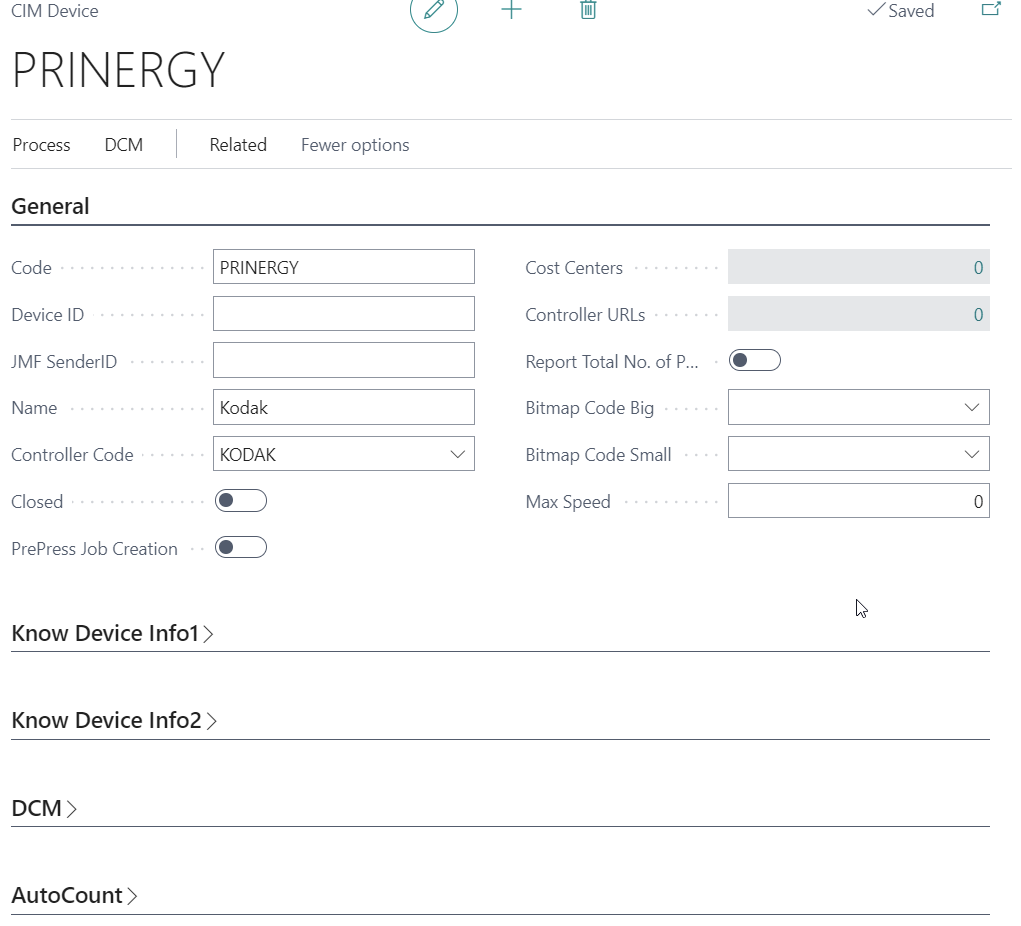 CIM Device
Saved
PRINERGY
Process DCM Related Fewer options
General
Code PRINERGY
Device ID
JMF SenderID
Name Kodak
Controller Code KODAK
Closed
PrePress Job Creation
Cost Centers 0
Controller URLs 0
Report Total No. of P...
Bitmap Code Big
Bitmap Code Small
Max Speed 0
Know Device Info1
Know Device Info2
DCM
AutoCount